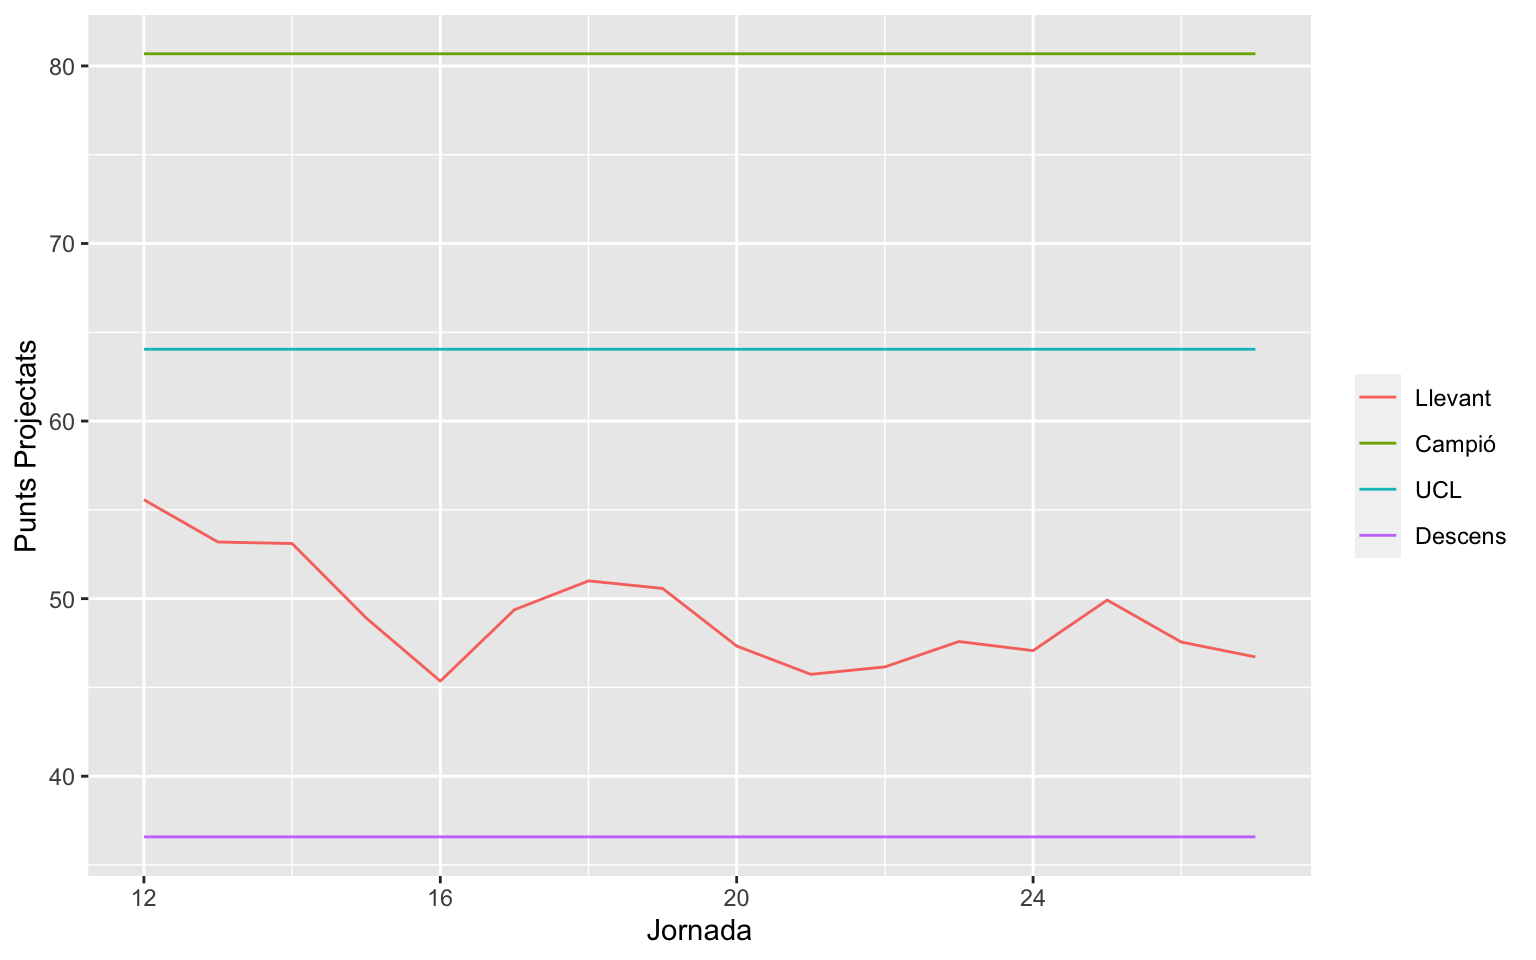 80
70
60
50
40
Punts Projectats
12 16 20 24
Jornada
Llevant
Campió
UCL
Descens